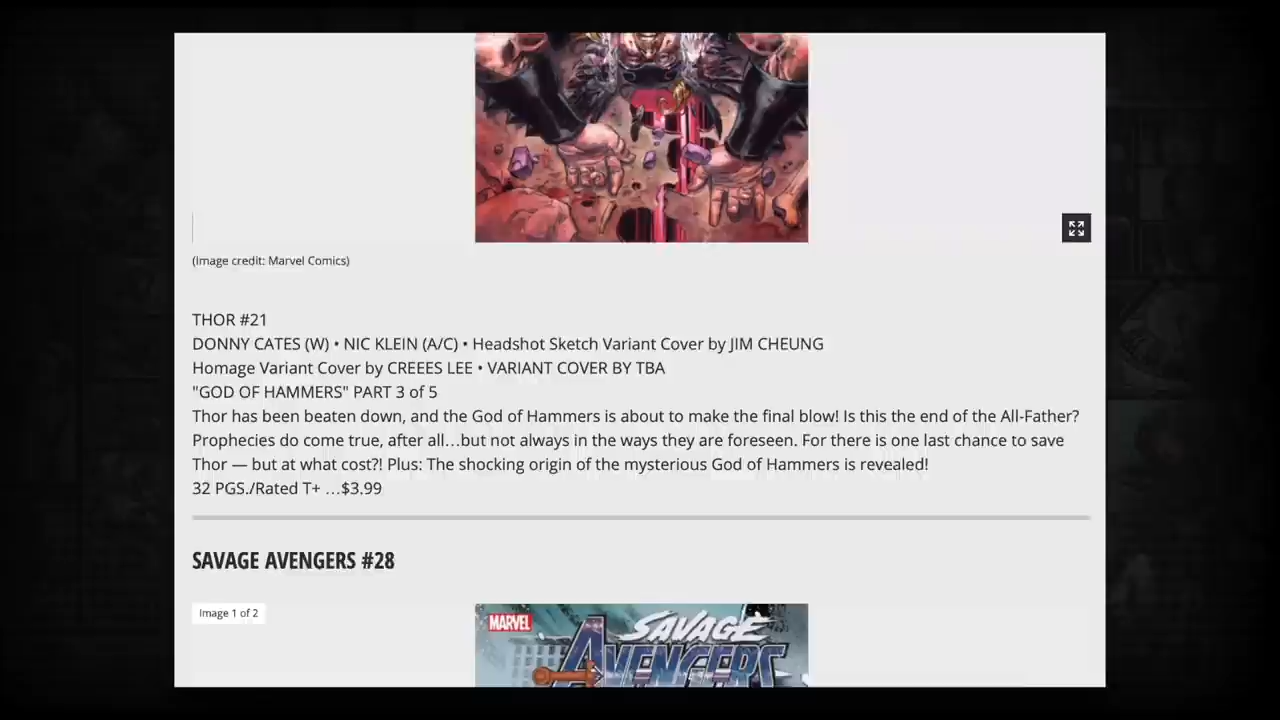 (Image credit: Marvel Comics)
THOR #21
DONNY CATES (W) • NIC KLEIN (A/C) • Headshot Sketch Variant Cover by JIM CHEUNG
Homage Variant Cover by CREEES LEE • VARIANT COVER BY TBA
"GOD OF HAMMERS" PART 3 of 5
Thor has been beaten down, and the God of Hammers is about to make the final blow! Is this the end of the All-Father?
Prophecies do come true, after all…but not always in the ways they are foreseen. For there is one last chance to save
Thor — but at what cost?! Plus: The shocking origin of the mysterious God of Hammers is revealed!
32 PGS./Rated T+ …$3.99
SAVAGE AVENGERS #28
Image 1 of 2
MARVEL
SAVAGE
AVENGERS